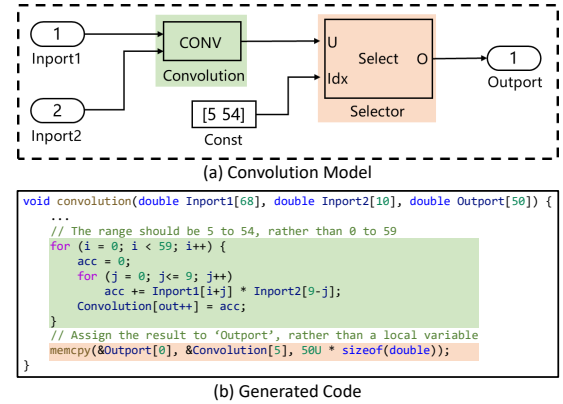 1
Inport1
2
Inport2
CONV
Convolution
[5 54]
Const
U
Idx
Select
O
Selector
1
Outport
(a) Convolution Model
void convolution(double Inport1[68], double Inport2[10], double Outport[50]) {
...
// The range should be 5 to 54, rather than 0 to 59
for (i = 0; i < 59; i++) {
acc = 0;
for (j = 0; j<= 9; j++)
acc += Inport1[i+j] * Inport2[9-j];
Convolution[out++] = acc;
}
// Assign the result to ‘Outport’, rather than a local variable
memcpy(&Outport[0], &Convolution[5], 50U * sizeof(double));
}
(b) Generated Code